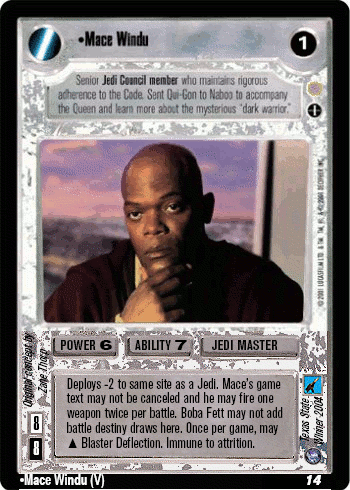 •Mace Windu
1
Senior Jedi Council member who maintains rigorous
adherence to the Code. Sent Qui-Gon to Naboo to accompany
the Queen and learn more about the mysterious "dark warrior."
POWER 6
ABILITY 7
JEDI MASTER
Deploys -2 to same site as a Jedi. Mace's game
text may not be canceled and he may fire one
weapon twice per battle. Boba Fett may not add
battle destiny draws here. Once per game, may
▲ Blaster Deflection. Immune to attrition.
Original concept by
8
8
Texas State
Winner 2004
•Mace Windu (V)
14